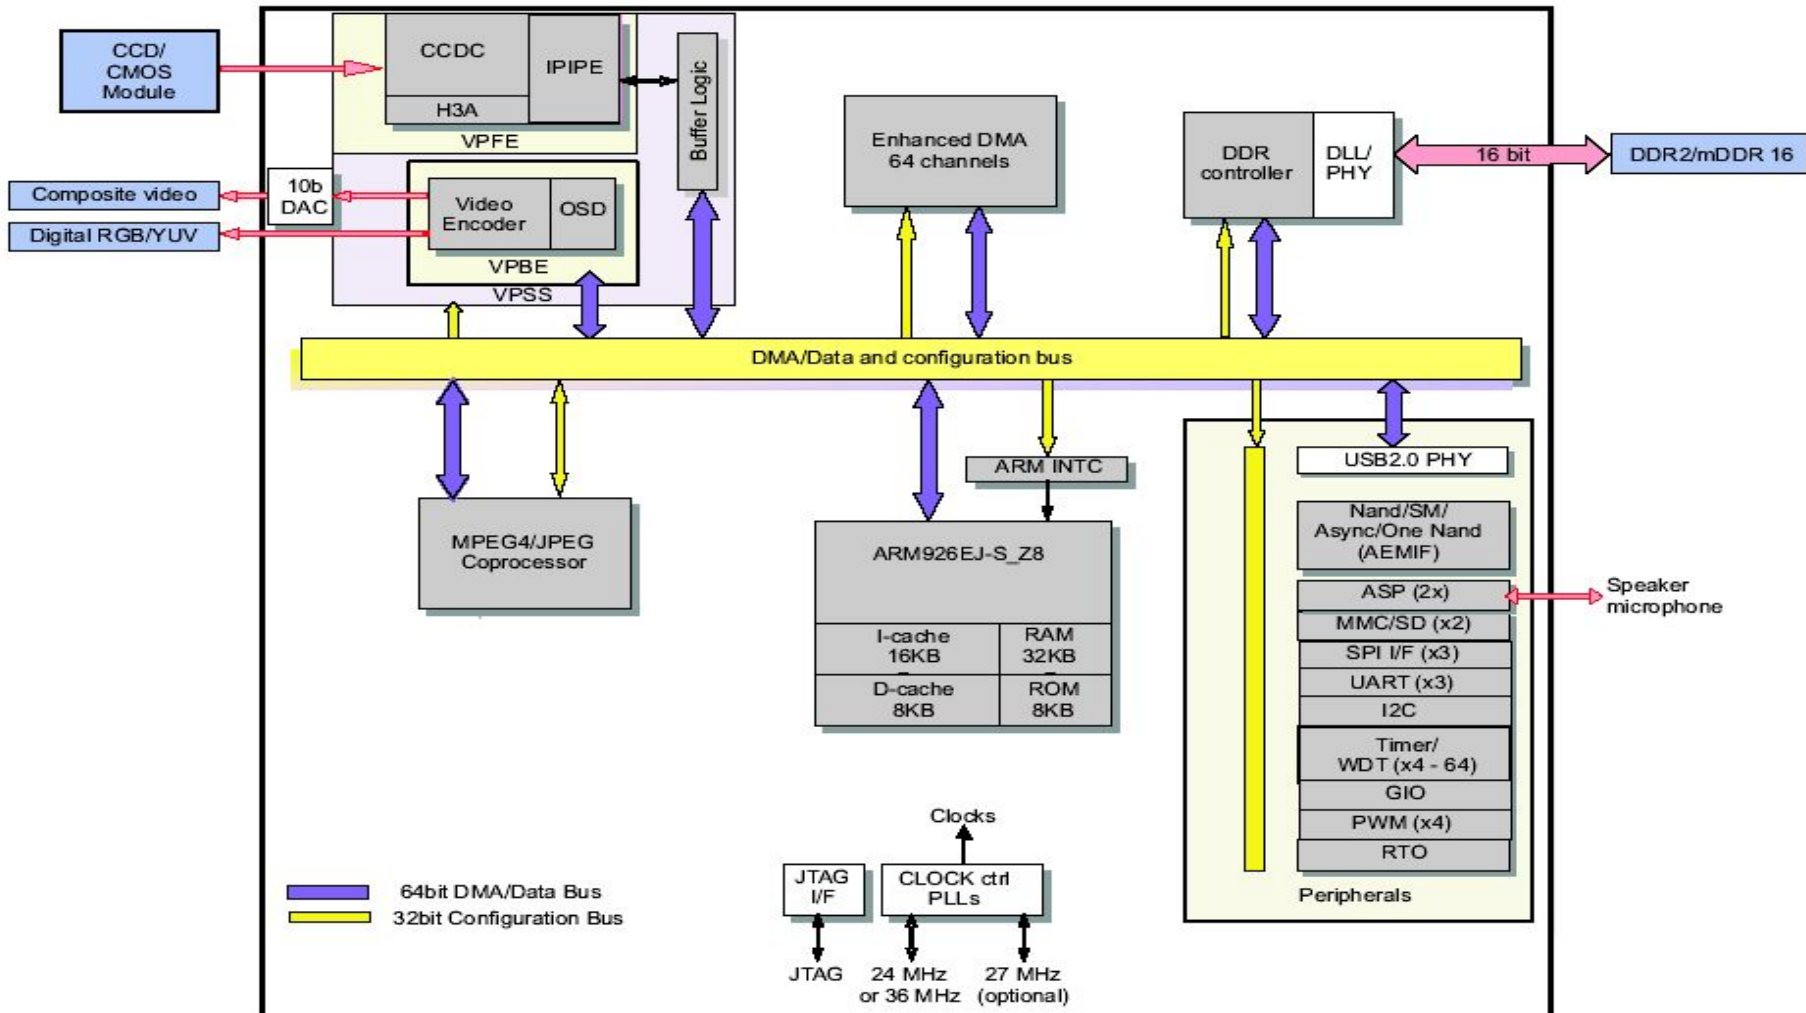 CCD/
CMOS
Module
CCDC
IPIPE
H3A
VPFE
Buffer Logic
Composite video
10b
DAC
Digital RGB/YUV
Video
Encoder
OSD
VPBE
VPSS
Enhanced DMA
64 channels
DDR
controller
DLL/
PHY
16 bit
DDR2/mDDR 16
DMA/Data and configuration bus
MPEG4/JPEG
Coprocessor
ARM INTC
ARM926EJ-S_Z8
I-cache
16KB
RAM
32KB
D-cache
8KB
ROM
8KB
USB2.0 PHY
Nand/SM/
Async/One Nand
(AEMIF)
ASP (2x)
Speaker
microphone
MMC/SD (x2)
SPI I/F (x3)
UART (x3)
I2C
Timer/
WDT (x4 - 64)
GIO
PWM (x4)
RTO
Peripherals
64bit DMA/Data Bus
32bit Configuration Bus
Clocks
JTAG
I/F
CLOCK ctrl
PLLs
JTAG
24 MHz
or 36 MHz
27 MHz
(optional)